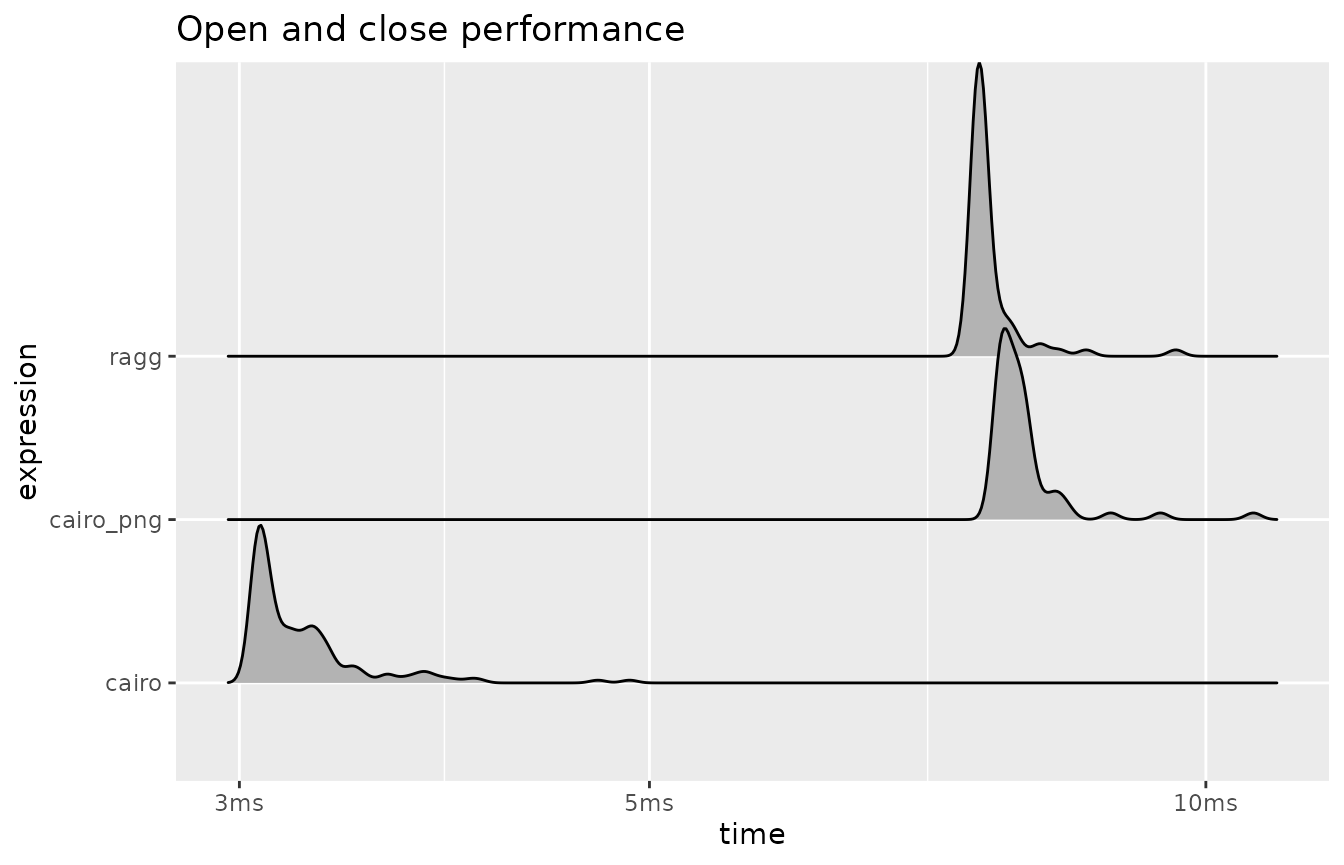 Open and close performance
expression
ragg
cairo_png
cairo
3ms 5ms 10ms
time